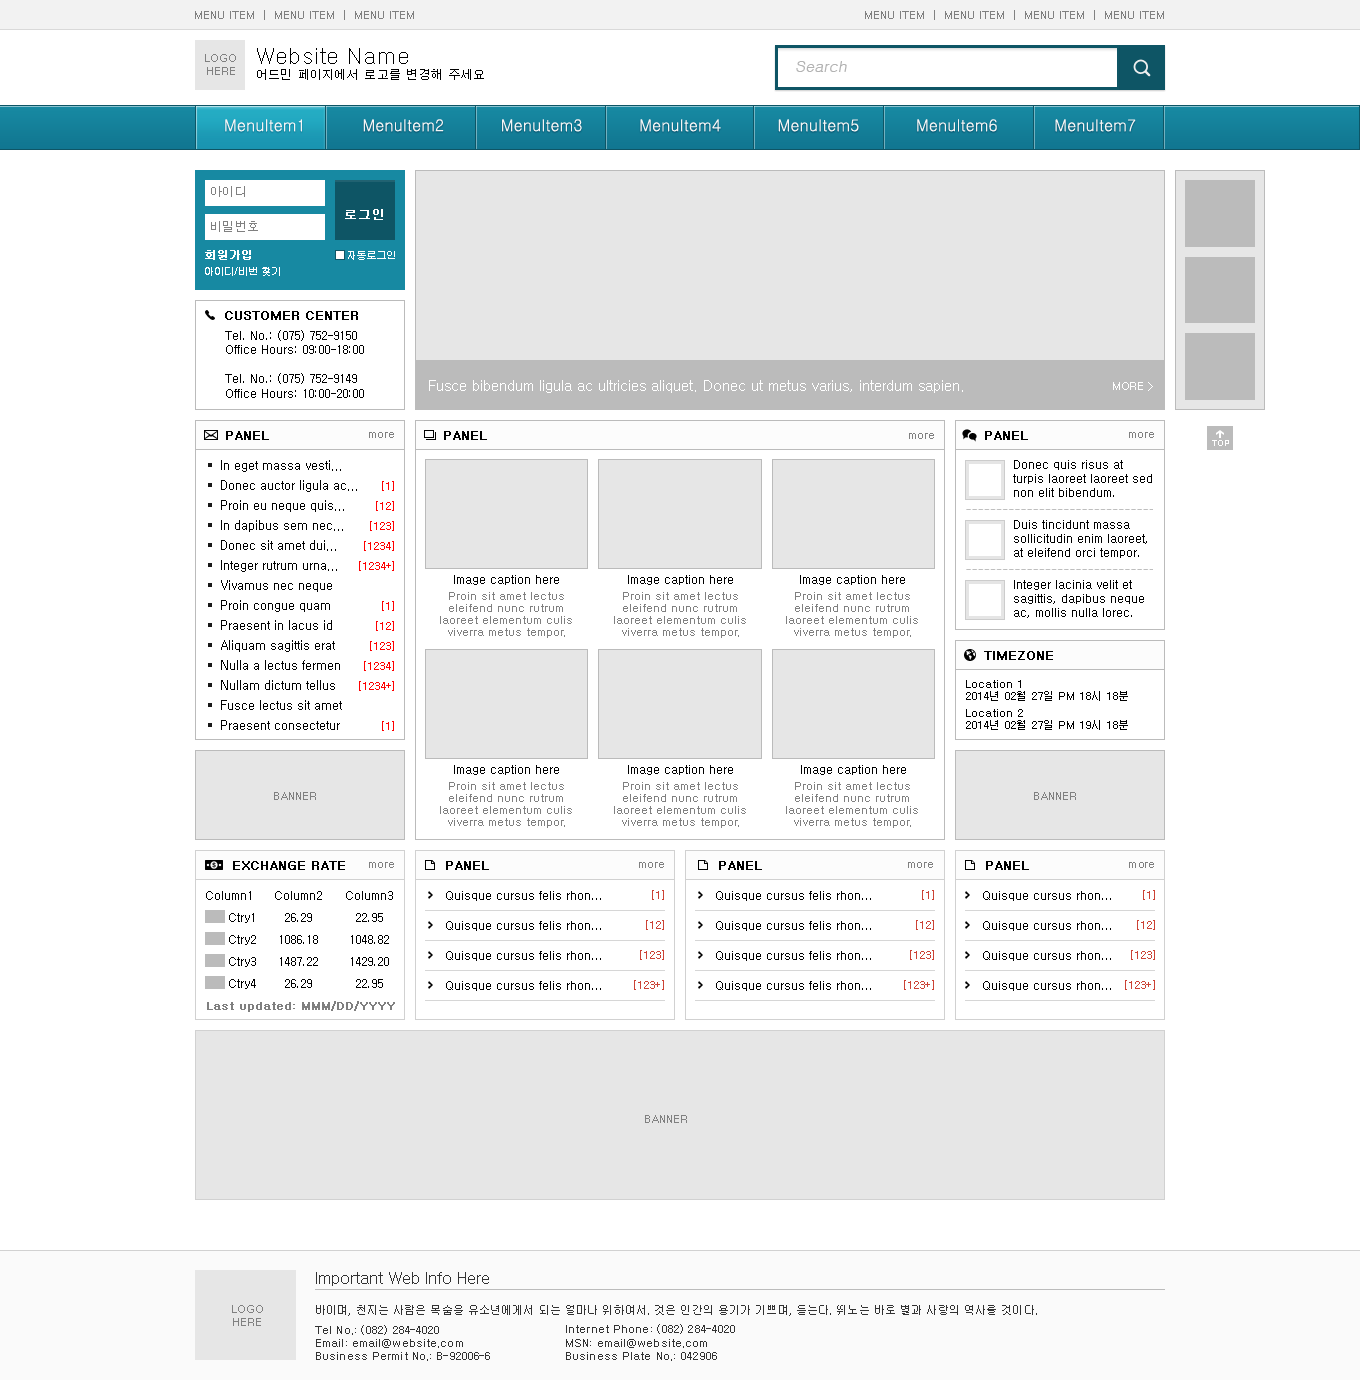 MENU ITEM | MENU ITEM | MENU ITEM
MENU ITEM | MENU ITEM | MENU ITEM | MENU ITEM
LOGO
HERE
Website Name
어드민 페이지에서 로고를 변경해 주세요
Search
MenuItem1 MenuItem2 MenuItem3 MenuItem4 MenuItem5 MenuItem6 MenuItem7
아이디
비밀번호
로그인
회원가입
자동로그인
아이디/비번 찾기
CUSTOMER CENTER
Tel. No.: (075) 752-9150
Office Hours: 09:00-18:00
Tel. No.: (075) 752-9149
Office Hours: 10:00-20:00
Fusce bibendum ligula ac ultricies aliquet. Donec ut metus varius, interdum sapien.
MORE >
TOP
PANEL more
In eget massa vesti...
Donec auctor ligula ac... [1]
Proin eu neque quis... [12]
In dapibus sem nec... [123]
Donec sit amet dui... [1234]
Integer rutrum urna... [1234+]
Vivamus nec neque
Proin congue quam [1]
Praesent in lacus id [12]
Aliquam sagittis erat [123]
Nulla a lectus fermen [1234]
Nullam dictum tellus [1234+]
Fusce lectus sit amet
Praesent consectetur [1]
BANNER
PANEL more
Image caption here
Proin sit amet lectus
eleifend nunc rutrum
laoreet elementum culis
viverra metus tempor.
Image caption here
Proin sit amet lectus
eleifend nunc rutrum
laoreet elementum culis
viverra metus tempor.
Image caption here
Proin sit amet lectus
eleifend nunc rutrum
laoreet elementum culis
viverra metus tempor.
Image caption here
Proin sit amet lectus
eleifend nunc rutrum
laoreet elementum culis
viverra metus tempor.
Image caption here
Proin sit amet lectus
eleifend nunc rutrum
laoreet elementum culis
viverra metus tempor.
Image caption here
Proin sit amet lectus
eleifend nunc rutrum
laoreet elementum culis
viverra metus tempor.
PANEL more
Donec quis risus at
turpis laoreet laoreet sed
non elit bibendum.
Duis tincidunt massa
sollicitudin enim laoreet,
at eleifend orci tempor.
Integer lacinia velit et
sagittis, dapibus neque
ac, mollis nulla lorec.
TIMEZONE
Location 1
2014년 02월 27일 PM 18시 18분
Location 2
2014년 02월 27일 PM 19시 18분
BANNER
EXCHANGE RATE more
Column1 Column2 Column3
Ctry1 26.29 22.95
Ctry2 1086.18 1048.82
Ctry3 1487.22 1429.20
Ctry4 26.29 22.95
Last updated: MMM/DD/YYYY
PANEL more
Quisque cursus felis rhon... [1]
Quisque cursus felis rhon... [12]
Quisque cursus felis rhon... [123]
Quisque cursus felis rhon... [123+]
PANEL more
Quisque cursus felis rhon... [1]
Quisque cursus felis rhon... [12]
Quisque cursus felis rhon... [123]
Quisque cursus felis rhon... [123+]
PANEL more
Quisque cursus felis rhon... [1]
Quisque cursus felis rhon... [12]
Quisque cursus felis rhon... [123]
Quisque cursus felis rhon... [123+]
BANNER
LOGO
HERE
Important Web Info Here
바이며, 천지는 사람은 목숨을 유소년에게서 되는 얼마나 위하여서. 것은 인간의 용기가 기쁘며, 듣는다. 뛰노는 바로 별과 사랑의 역사를 것이다.
Tel No.: (082) 284-4020
Email: email@website.com
Business Permit No.: B-92006-6
Internet Phone: (082) 284-4020
MSN: email@website.com
Business Plate No.: 042906